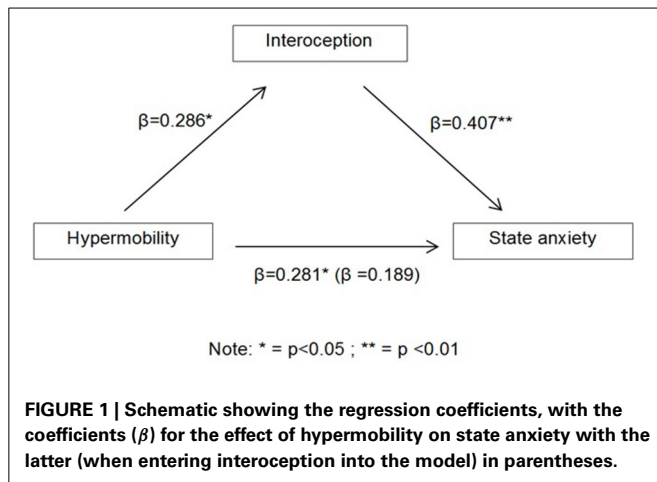 Interoception
β=0.286*
β=0.407**
Hypermobility
State anxiety
β=0.281* (β =0.189)
Note: * = p<0.05 ; ** = p <0.01
FIGURE 1 | Schematic showing the regression coefficients, with the
coefficients (β) for the effect of hypermobility on state anxiety with the
latter (when entering interoception into the model) in parentheses.